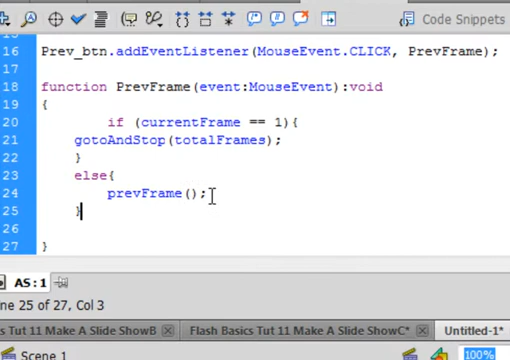 Code Snippets
15
16 Prev_btn.addEventListener(MouseEvent.CLICK, PrevFrame);
17
18 function PrevFrame(event:MouseEvent):void
19 {
20 if (currentFrame == 1){
21 gotoAndStop(totalFrames);
22 }
23 else{
24 prevFrame();
25 }
26
27 }
AS:1
ne 25 of 27, Col 3
s Tut 11 Make A Slide ShowB
Flash Basics Tut 11 Make A Slide ShowC*
Untitled-1*
Scene 1
100%